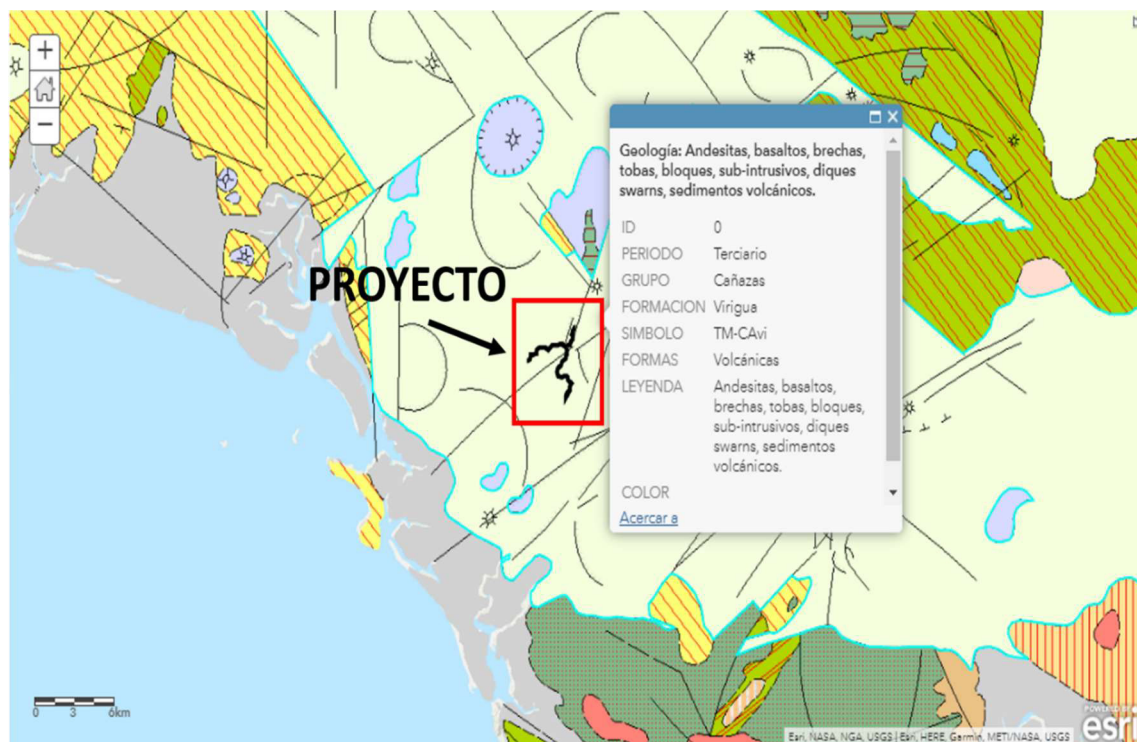 +
−
PROYECTO
Geología: Andesitas, basaltos, brechas,
tobas, bloques, sub-intrusivos, diques
swarns, sedimentos volcánicos.
ID 0
PERIODO Terciario
GRUPO Cañazas
FORMACION Virigua
SIMBOLO TM-CAvi
FORMAS Volcánicas
LEYENDA Andesitas, basaltos,
brechas, tobas, bloques,
sub-intrusivos, diques
swarns, sedimentos
volcánicos.
COLOR
Acercar a
0 3 6km
Esri, NASA, NGA, USGS | Esri, HERE, Garmin, METI/NASA, USGS
POWERED BY
esri